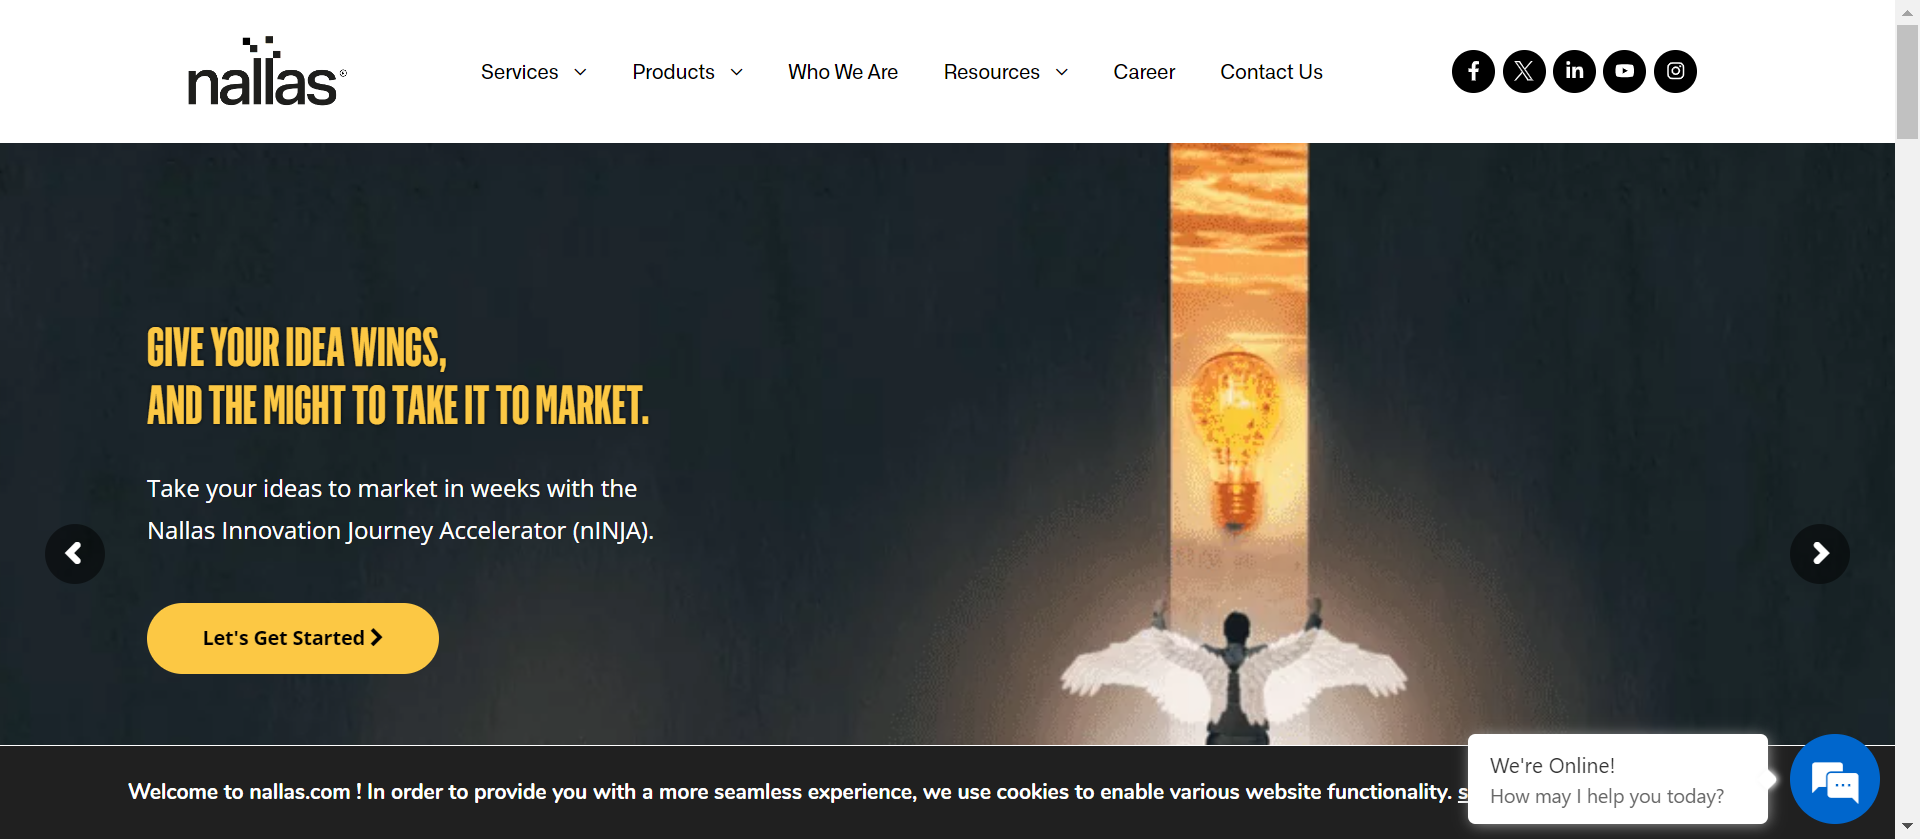 nallas
Services
Products
Who We Are
Resources
Career
Contact Us
GIVE YOUR IDEA WINGS,
AND THE MIGHT TO TAKE IT TO MARKET.
Take your ideas to market in weeks with the
Nallas Innovation Journey Accelerator (nINJA).
Let's Get Started
Welcome to nallas.com ! In order to provide you with a more seamless experience, we use cookies to enable various website functionality.
We're Online!
How may I help you today?